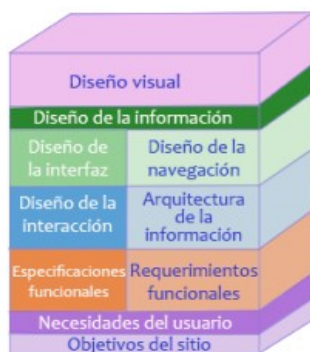 Diseño visual
Diseño de la información
Diseño de
la interfaz
Diseño de la
navegación
Diseño de la
interacción
Arquitectura
de la
información
Especificaciones
funcionales
Requerimientos
funcionales
Necesidades del usuario
Objetivos del sitio